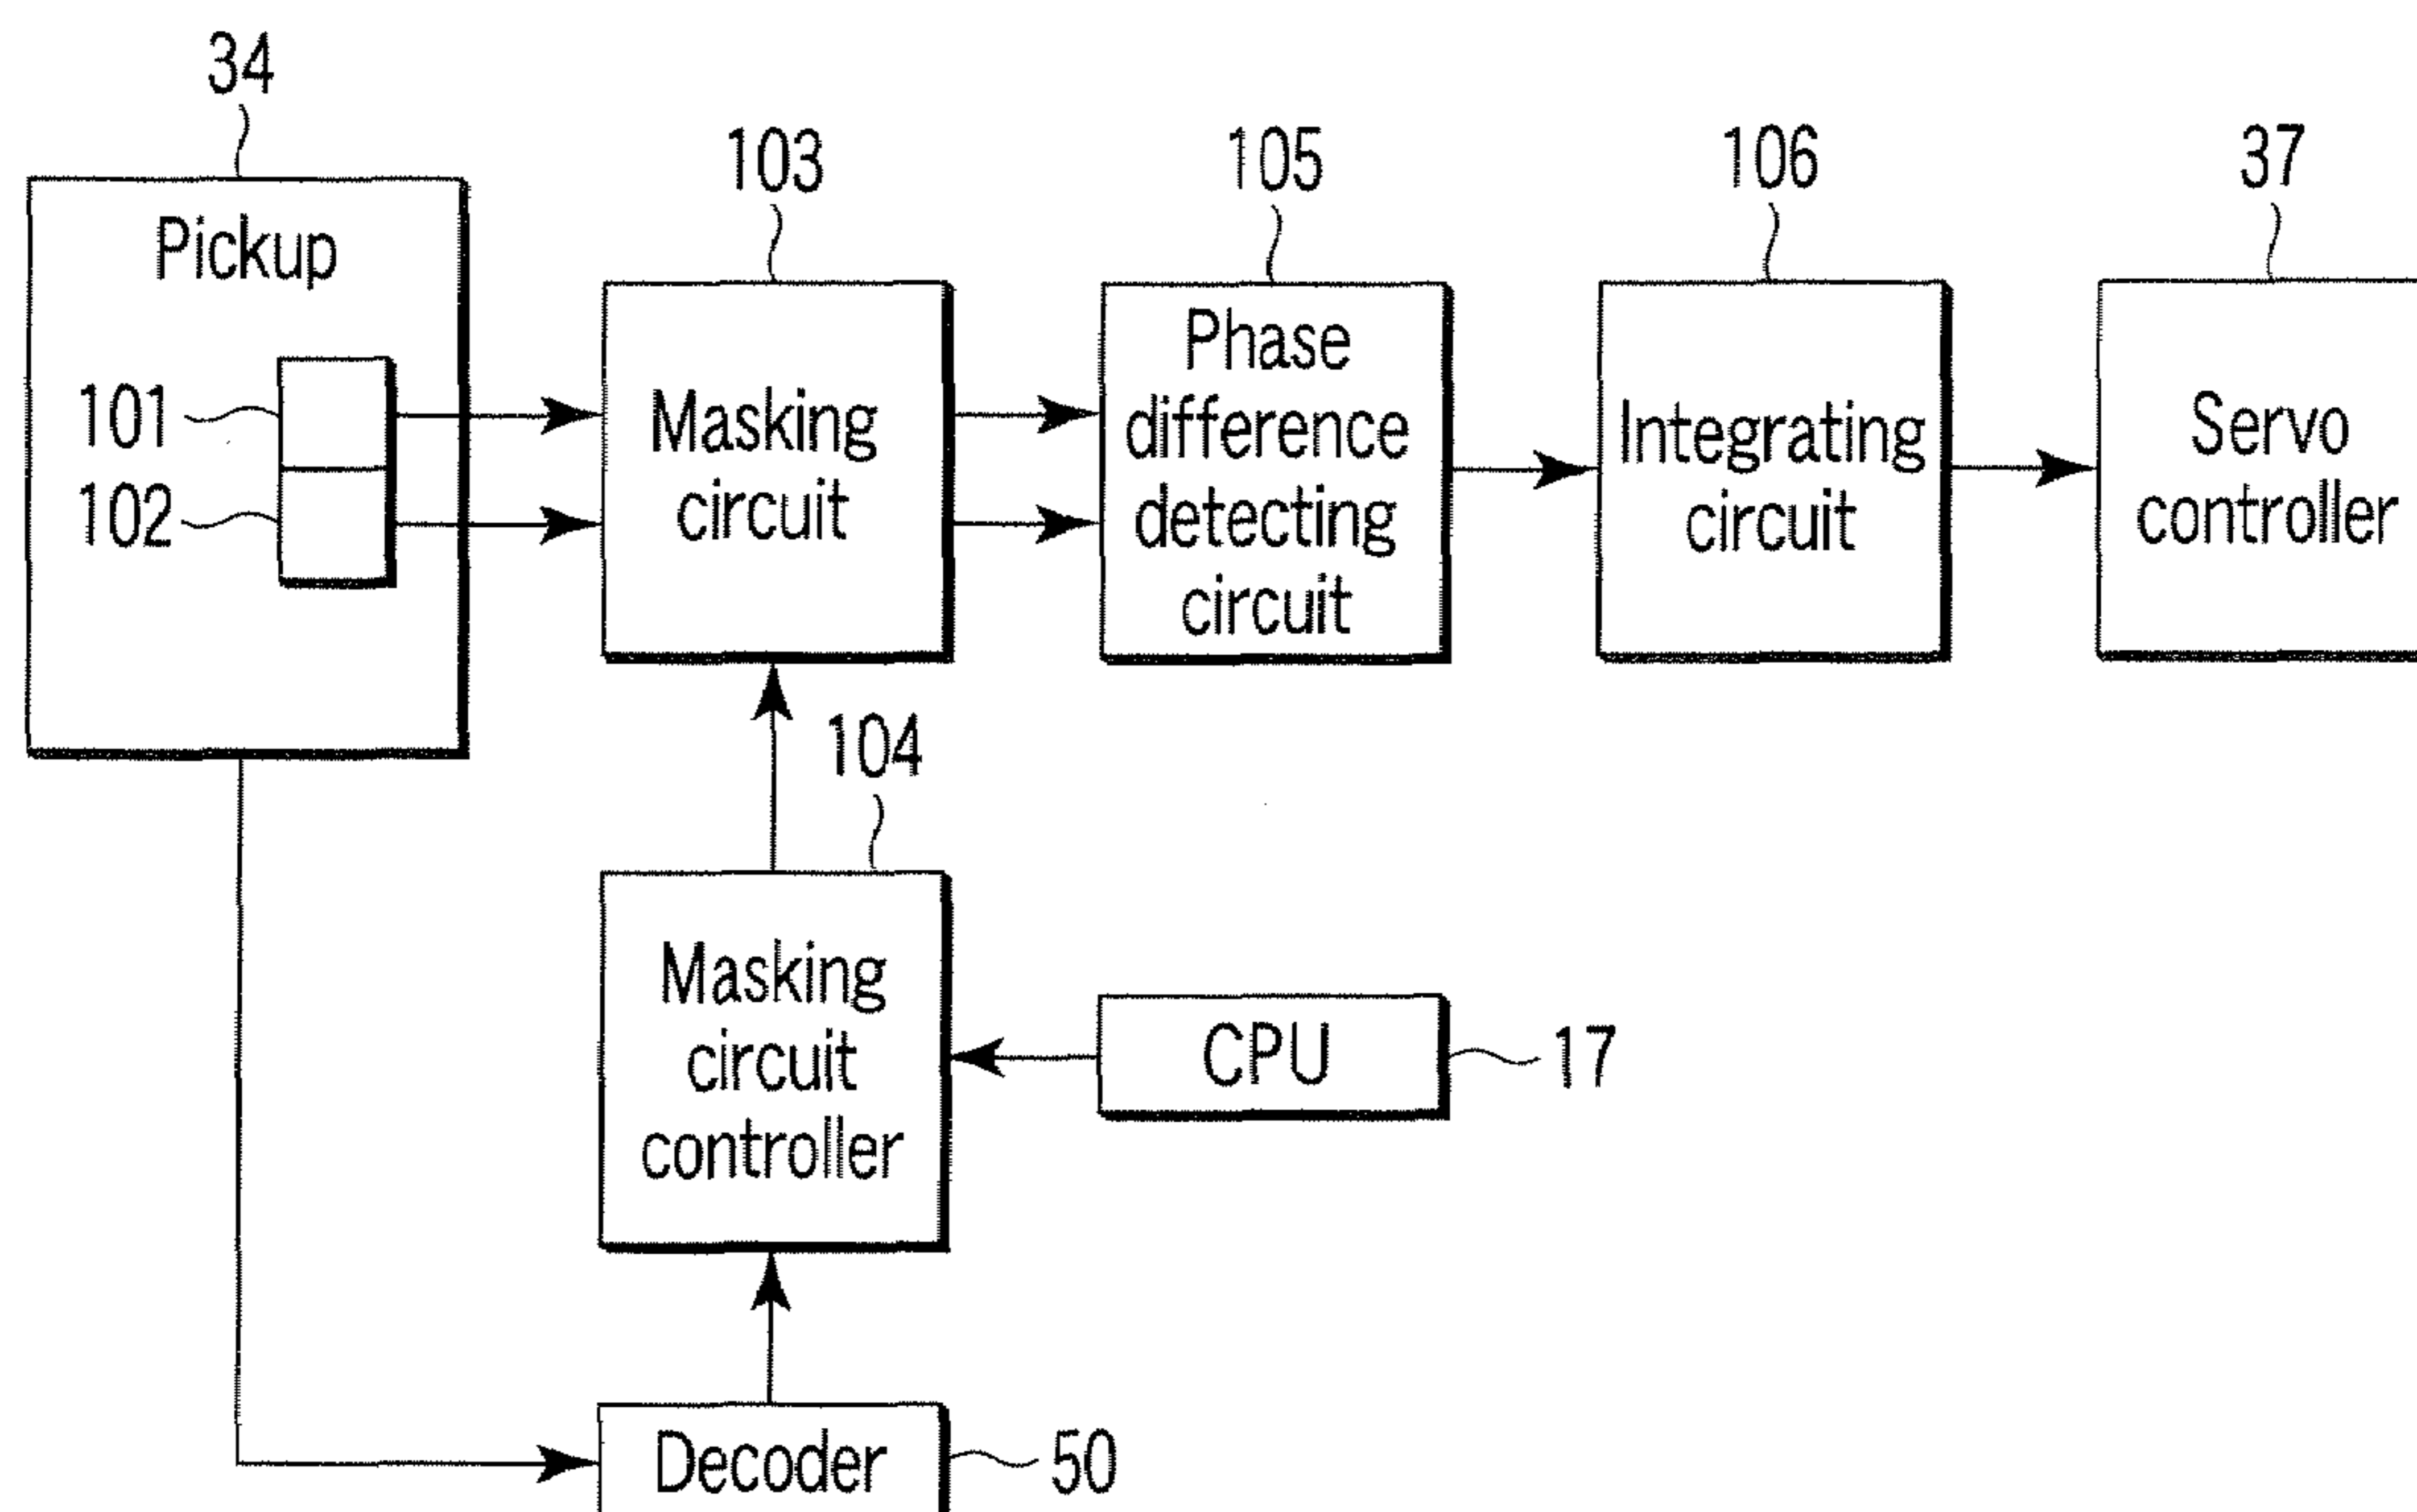 34
103
105
106
37
Pickup
101
102
Masking
circuit
Phase
difference
detecting
circuit
Integrating
circuit
Servo
controller
104
Masking
circuit
controller
CPU
17
Decoder
50